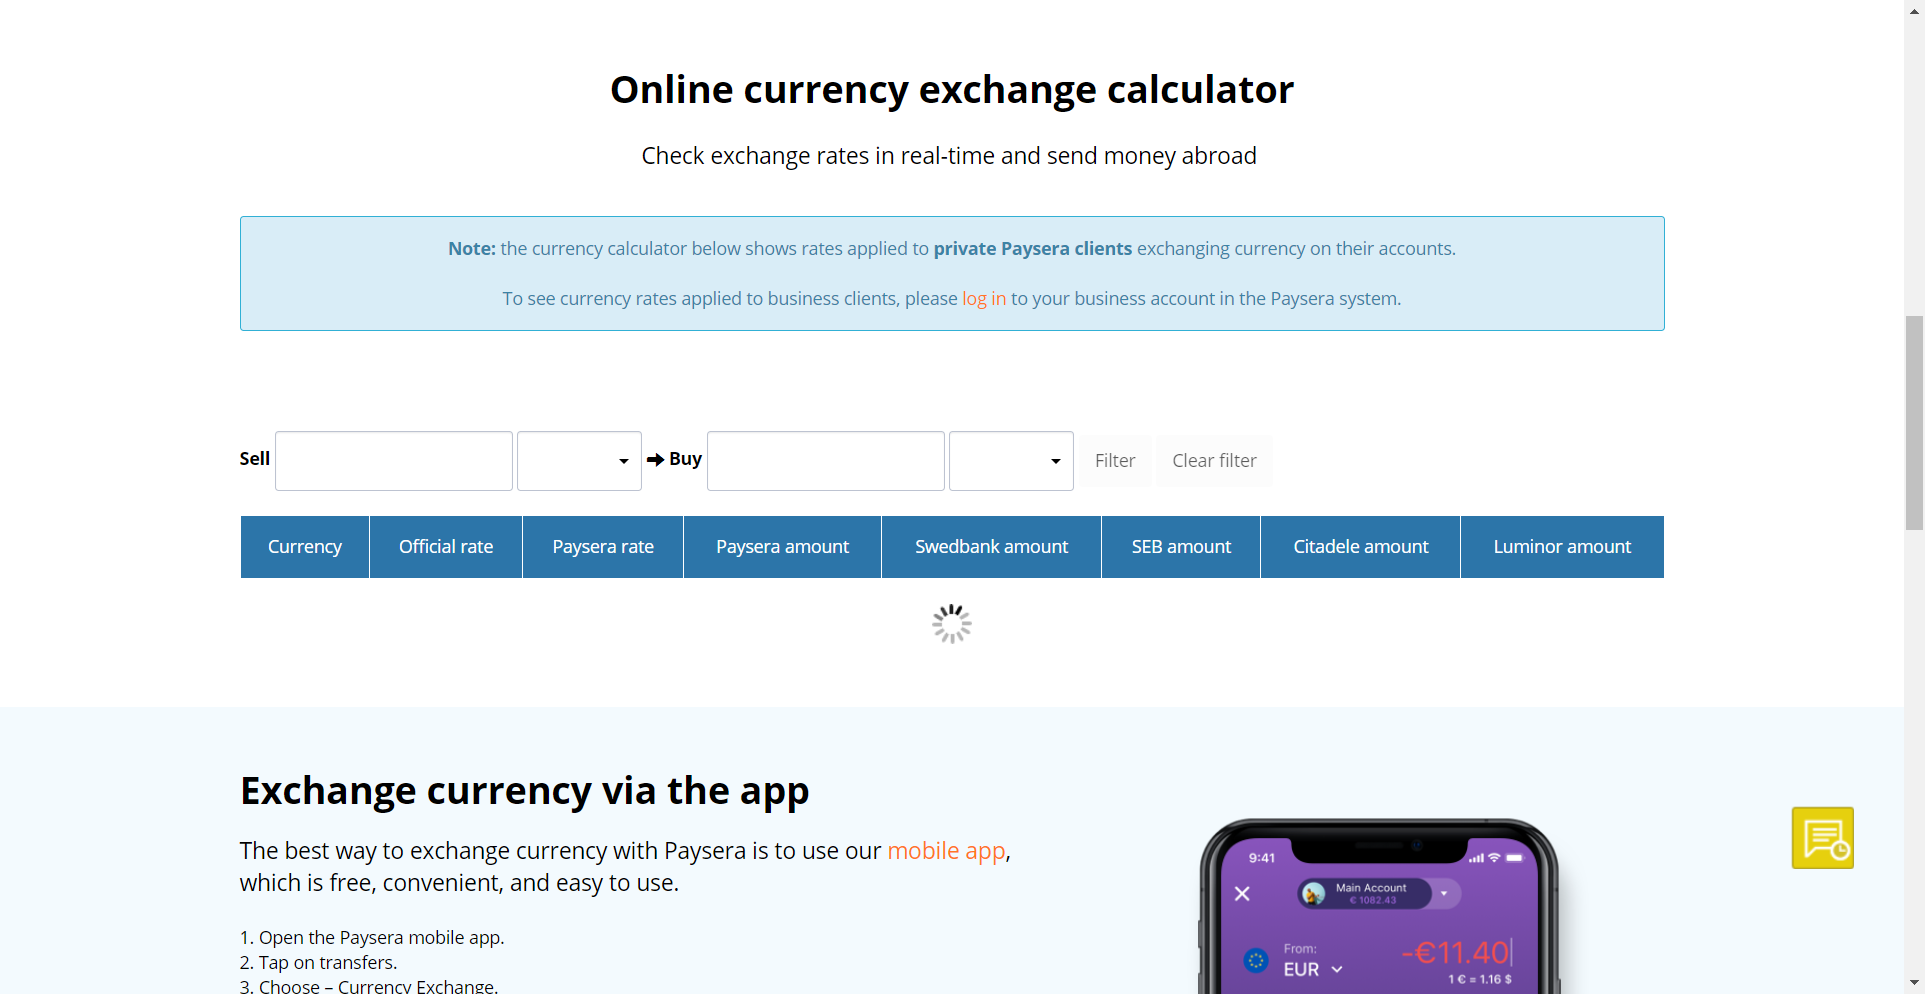 Online currency exchange calculator
Check exchange rates in real-time and send money abroad
Note: the currency calculator below shows rates applied to private Paysera clients exchanging currency on their accounts.
To see currency rates applied to business clients, please log in to your business account in the Paysera system.
Sell Buy Filter Clear filter
Currency Official rate Paysera rate Paysera amount Swedbank amount SEB amount Citadele amount Luminor amount
Exchange currency via the app
The best way to exchange currency with Paysera is to use our mobile app,
which is free, convenient, and easy to use.
1. Open the Paysera mobile app.
2. Tap on transfers.
3. Choose – Currency Exchange.
9:41
Main Account
€ 1082.43
From:
EUR
-€11.40
1 € = 1.16 $